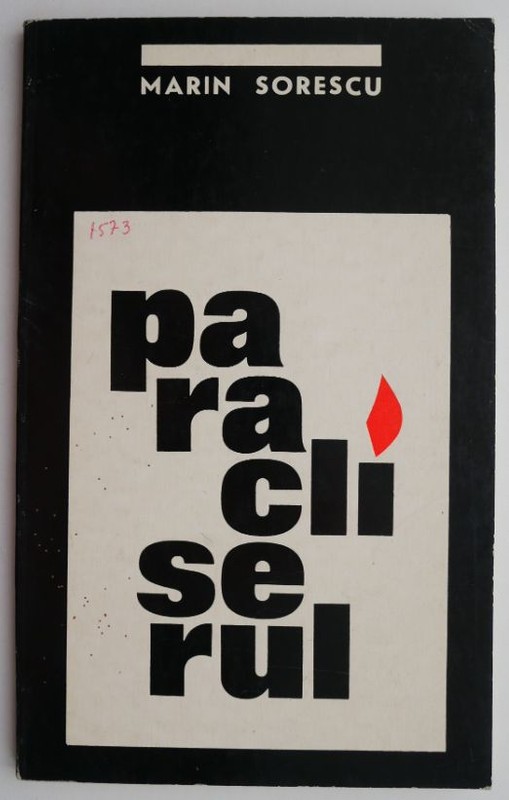 MARIN SORESCU
1573
pa
ra
cli
se
rul